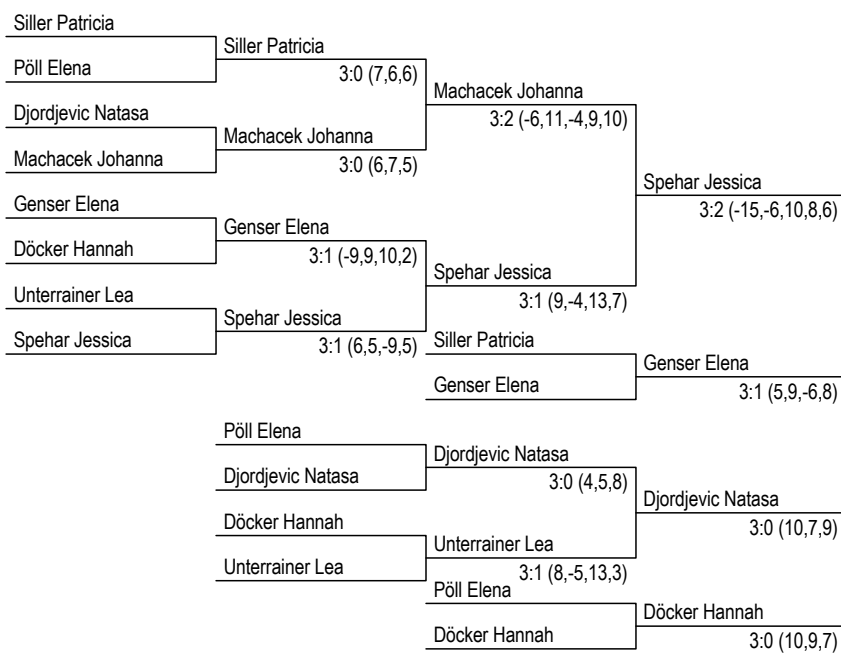 Siller Patricia
Siller Patricia
Pöll Elena
3:0 (7,6,6)
Machacek Johanna
Djordjevic Natasa
3:2 (-6,11,-4,9,10)
Machacek Johanna
Machacek Johanna
3:0 (6,7,5)
Spehar Jessica
Genser Elena
3:2 (-15,-6,10,8,6)
Genser Elena
Döcker Hannah
3:1 (-9,9,10,2)
Spehar Jessica
Unterrainer Lea
3:1 (9,-4,13,7)
Spehar Jessica
Spehar Jessica
3:1 (6,5,-9,5)
Siller Patricia
Genser Elena
Genser Elena
3:1 (5,9,-6,8)
Pöll Elena
Djordjevic Natasa
Djordjevic Natasa
3:0 (4,5,8)
Djordjevic Natasa
Döcker Hannah
3:0 (10,7,9)
Unterrainer Lea
Unterrainer Lea
3:1 (8,-5,13,3)
Pöll Elena
Döcker Hannah
Döcker Hannah
3:0 (10,9,7)